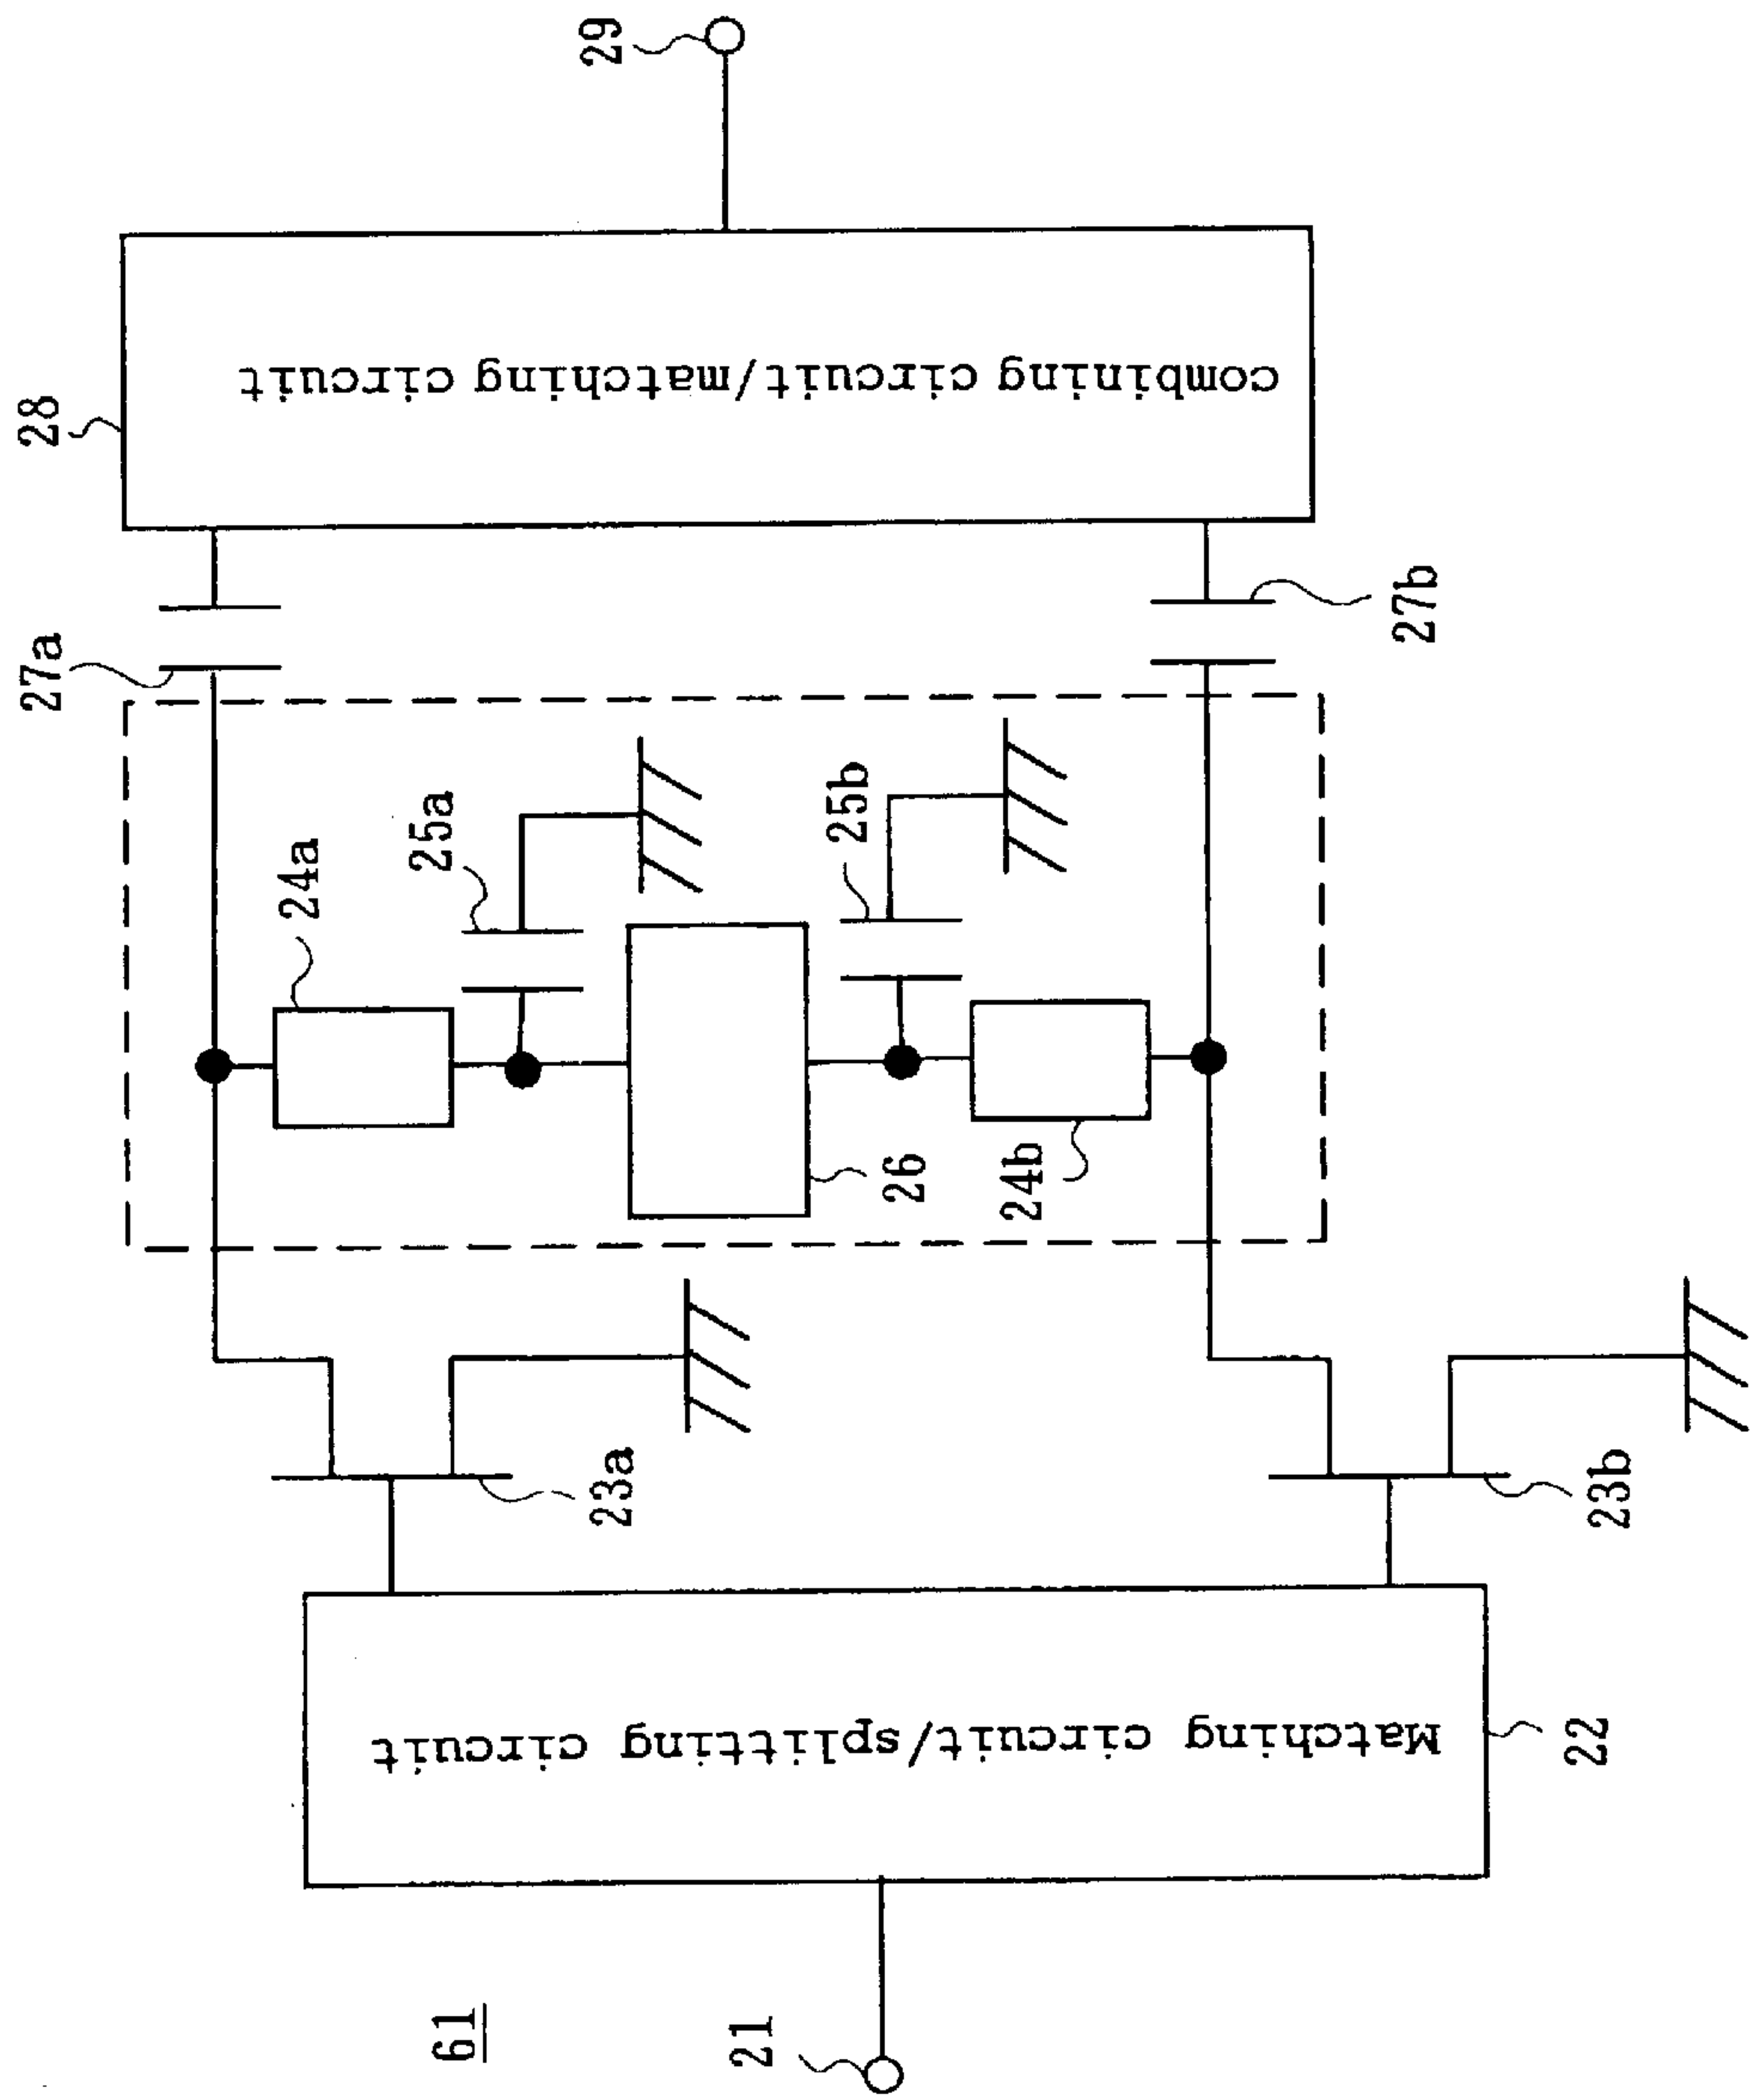 61
21
Matching circuit/splitting circuit
22
23a
23b
24a
25a
26
25b
24b
27a
27b
combining circuit/matching circuit
28
29